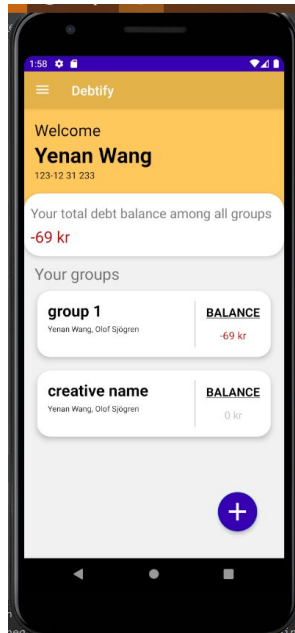 1:58
Debtify
Welcome
Yenan Wang
123-12 31 233
Your total debt balance among all groups
-69 kr
Your groups
group 1
Yenan Wang, Olof Sjögren
BALANCE
-69 kr
creative name
Yenan Wang, Olof Sjögren
BALANCE
0 kr